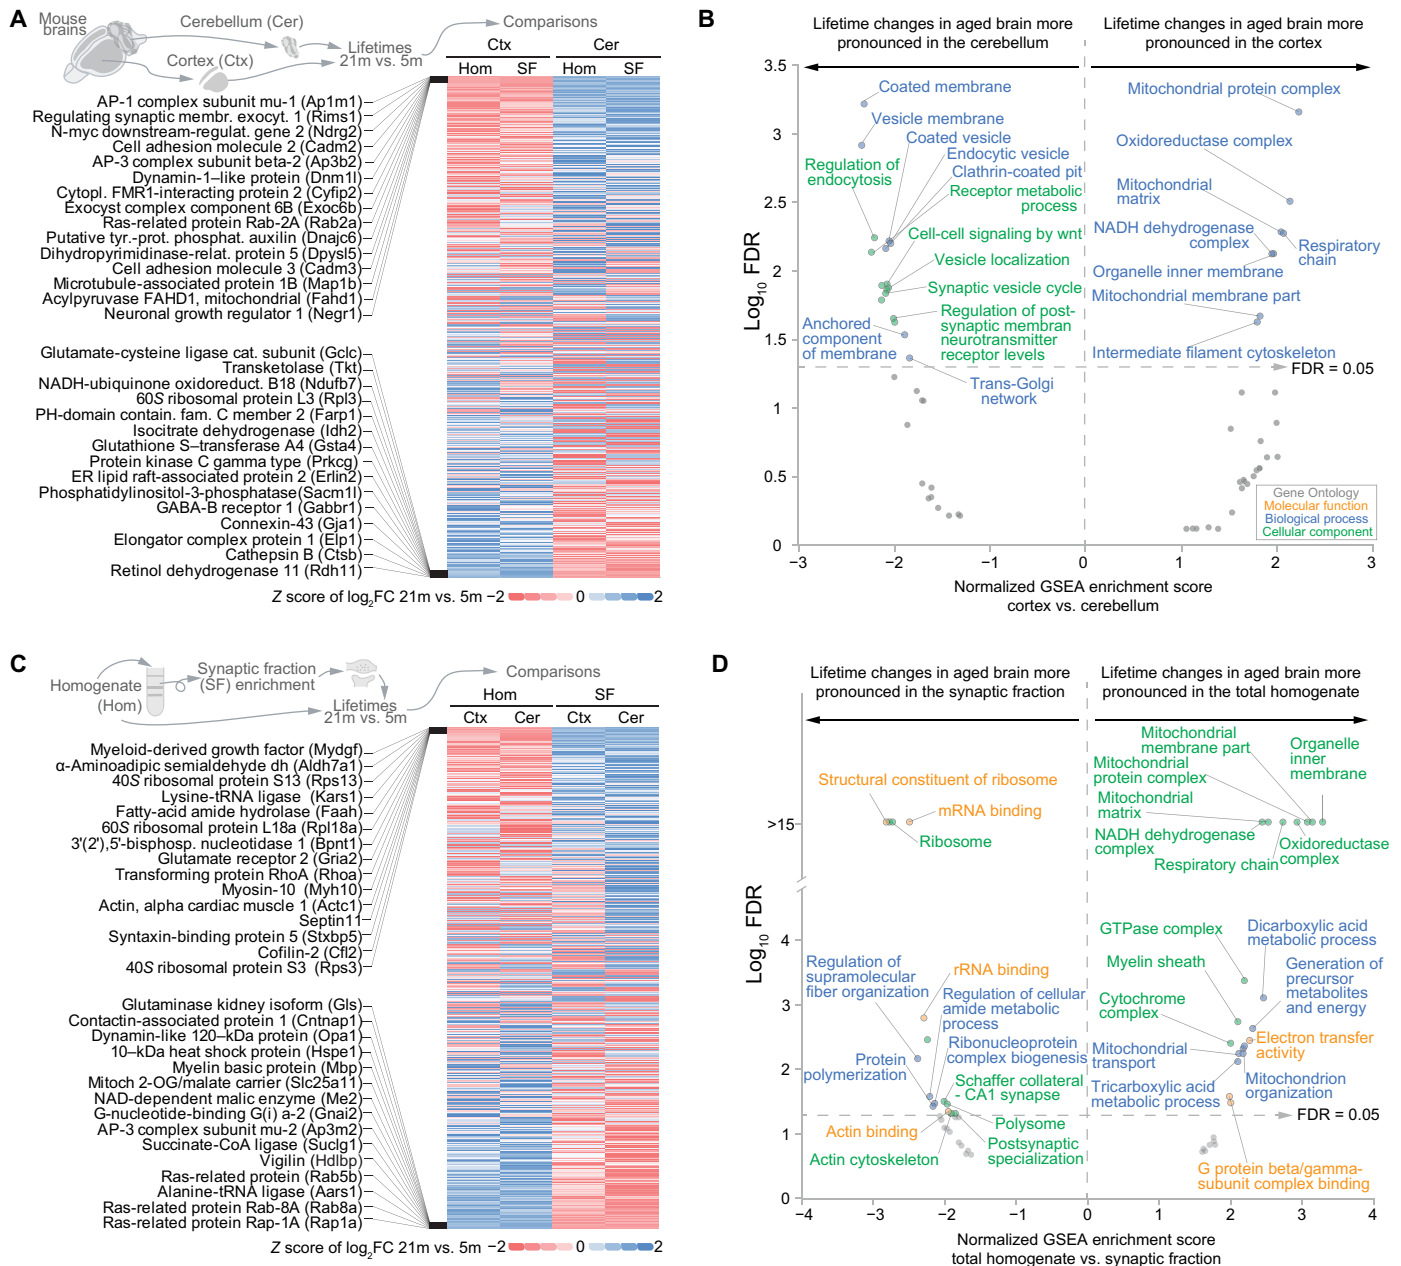 A
Mouse
brains
Cerebellum (Cer)
Cortex (Ctx)
Lifetimes
21m vs. 5m
Comparisons
Ctx
Cer
Hom
SF
Hom
SF
AP-1 complex subunit mu-1 (Ap1m1)
Regulating synaptic membr. exocyt. 1 (Rims1)
N-myc downstream-regulat. gene 2 (Ndrg2)
Cell adhesion molecule 2 (Cadm2)
AP-3 complex subunit beta-2 (Ap3b2)
Dynamin-1–like protein (Dnm1l)
Cytopl. FMR1-interacting protein 2 (Cyfip2)
Exocyst complex component 6B (Exoc6b)
Ras-related protein Rab-2A (Rab2a)
Putative tyr.-prot. phosphat. auxilin (Dnajc6)
Dihydropyrimidinase-relat. protein 5 (Dpysl5)
Cell adhesion molecule 3 (Cadm3)
Microtubule-associated protein 1B (Map1b)
Acylpyruvase FAHD1, mitochondrial (Fahd1)
Neuronal growth regulator 1 (Negr1)
Glutamate-cysteine ligase cat. subunit (Gclc)
Transketolase (Tkt)
NADH-ubiquinone oxidoreduct. B18 (Ndufb7)
60S ribosomal protein L3 (Rpl3)
PH-domain contain. fam. C member 2 (Farp1)
Isocitrate dehydrogenase (Idh2)
Glutathione S–transferase A4 (Gsta4)
Protein kinase C gamma type (Prkcg)
ER lipid raft-associated protein 2 (Erlin2)
Phosphatidylinositol-3-phosphatase(Sacm1l)
GABA-B receptor 1 (Gabbr1)
Connexin-43 (Gja1)
Elongator complex protein 1 (Elp1)
Cathepsin B (Ctsb)
Retinol dehydrogenase 11 (Rdh11)
Z score of log2FC 21m vs. 5m −2 0 2
B
Lifetime changes in aged brain more
pronounced in the cerebellum
Lifetime changes in aged brain more
pronounced in the cortex
3.5
3
2.5
2
1.5
1
0.5
0
Log10 FDR
Coated membrane
Vesicle membrane
Coated vesicle
Endocytic vesicle
Clathrin-coated pit
Regulation of
endocytosis
Receptor metabolic
process
Cell-cell signaling by wnt
Vesicle localization
Synaptic vesicle cycle
Regulation of post-
synaptic membran
neurotransmitter
receptor levels
Anchored
component
of membrane
Trans-Golgi
network
Mitochondrial protein complex
Oxidoreductase complex
Mitochondrial
matrix
NADH dehydrogenase
complex
Respiratory
chain
Organelle inner membrane
Mitochondrial membrane part
Intermediate filament cytoskeleton
FDR = 0.05
Gene Ontology
Molecular function
Biological process
Cellular component
−3
−2
−1
0
1
2
3
Normalized GSEA enrichment score
cortex vs. cerebellum
C
Homogenate
(Hom)
Synaptic fraction
(SF) enrichment
Lifetimes
21m vs. 5m
Comparisons
Hom
SF
Ctx
Cer
Ctx
Cer
Myeloid-derived growth factor (Mydgf)
α-Aminoadipic semialdehyde dh (Aldh7a1)
40S ribosomal protein S13 (Rps13)
Lysine-tRNA ligase (Kars1)
Fatty-acid amide hydrolase (Faah)
60S ribosomal protein L18a (Rpl18a)
3'(2'),5'-bisphosp. nucleotidase 1 (Bpnt1)
Glutamate receptor 2 (Gria2)
Transforming protein RhoA (Rhoa)
Myosin-10 (Myh10)
Actin, alpha cardiac muscle 1 (Actc1)
Septin11
Syntaxin-binding protein 5 (Stxbp5)
Cofilin-2 (Cfl2)
40S ribosomal protein S3 (Rps3)
Glutaminase kidney isoform (Gls)
Contactin-associated protein 1 (Cntnap1)
Dynamin-like 120–kDa protein (Opa1)
10–kDa heat shock protein (Hspe1)
Myelin basic protein (Mbp)
Mitoch 2-OG/malate carrier (Slc25a11)
NAD-dependent malic enzyme (Me2)
G-nucleotide-binding G(i) a-2 (Gnai2)
AP-3 complex subunit mu-2 (Ap3m2)
Succinate-CoA ligase (Suclg1)
Vigilin (Hdlbp)
Ras-related protein (Rab5b)
Alanine-tRNA ligase (Aars1)
Ras-related protein Rab-8A (Rab8a)
Ras-related protein Rap-1A (Rap1a)
Z score of log2FC 21m vs. 5m −2 0 2
D
Lifetime changes in aged brain more
pronounced in the synaptic fraction
Lifetime changes in aged brain more
pronounced in the total homogenate
>15
4
3
2
1
0
Log10 FDR
Structural constituent of ribosome
mRNA binding
Ribosome
Mitochondrial
membrane part
Organelle
inner
membrane
Mitochondrial
protein complex
Mitochondrial
matrix
NADH dehydrogenase
complex
Oxidoreductase
complex
Respiratory chain
GTPase complex
Dicarboxylic acid
metabolic process
Myelin sheath
Generation of
precursor
metabolites
and energy
Cytochrome
complex
Electron transfer
activity
Mitochondrial
transport
Mitochondrion
organization
Tricarboxylic acid
metabolic process
Regulation of
supramolecular
fiber organization
rRNA binding
Regulation of cellular
amide metabolic
process
Ribonucleoprotein
complex biogenesis
Protein
polymerization
Schaffer collateral
- CA1 synapse
Polysome
Actin binding
Postsynaptic
specialization
Actin cytoskeleton
FDR = 0.05
G protein beta/gamma-
subunit complex binding
−4
−3
−2
−1
0
1
2
3
4
Normalized GSEA enrichment score
total homogenate vs. synaptic fraction